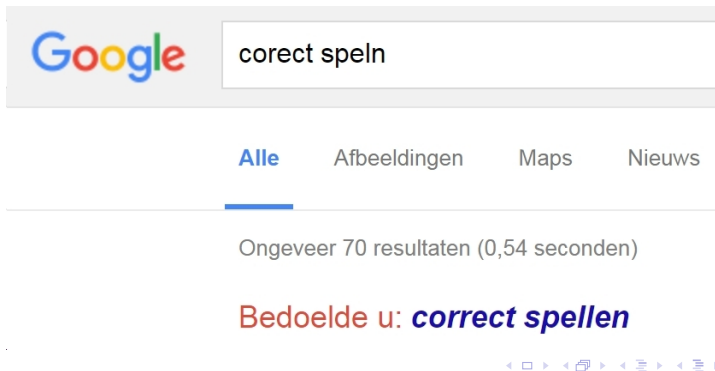 Google corect speln
Alle Afbeeldingen Maps Nieuws
Ongeveer 70 resultaten (0,54 seconden)
Bedoelde u: correct spellen